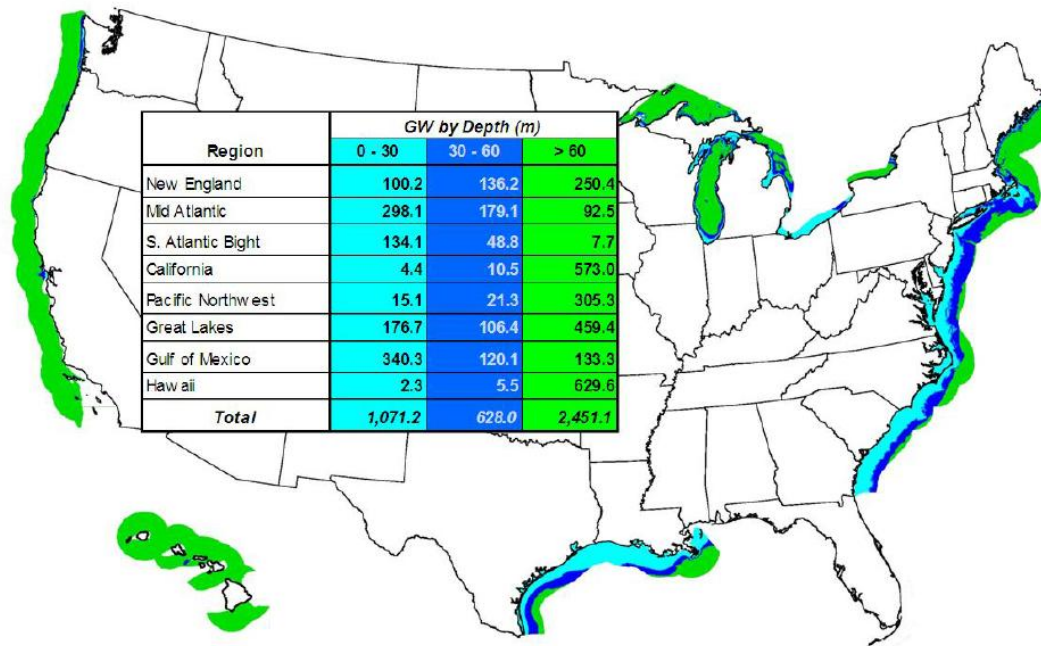 GW by Depth (m)
Region 0 - 30 30 - 60 > 60
New England 100.2 136.2 250.4
Mid Atlantic 298.1 179.1 92.5
S. Atlantic Bight 134.1 48.8 7.7
California 4.4 10.5 573.0
Pacific Northwest 15.1 21.3 305.3
Great Lakes 176.7 106.4 459.4
Gulf of Mexico 340.3 120.1 133.3
Hawaii 2.3 5.5 629.6
Total 1,071.2 628.0 2,451.1